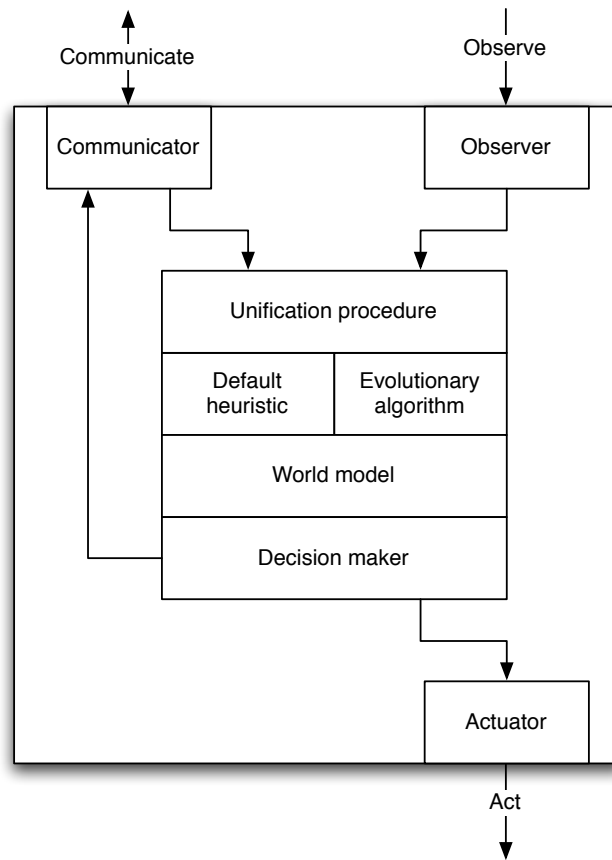 Communicate
Observe
Communicator
Observer
Unification procedure
Default
heuristic
Evolutionary
algorithm
World model
Decision maker
Actuator
Act